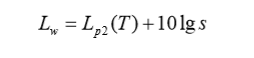 L_w = L_{p2}(T) + 10 lg s